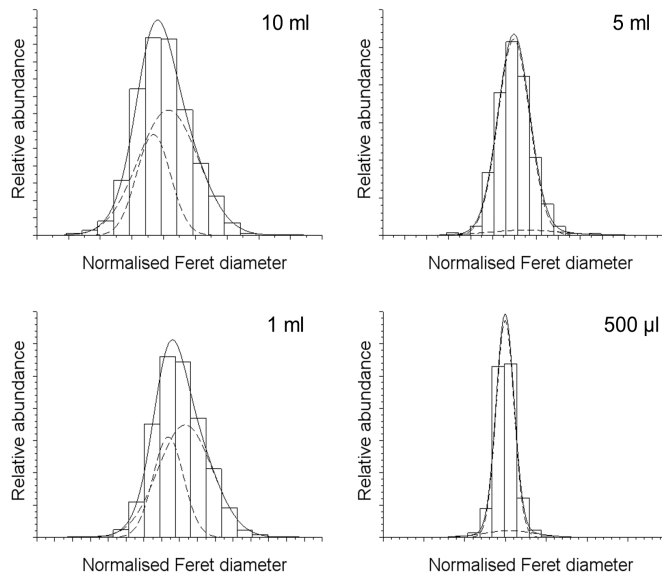 10 ml
Relative abundance
Normalised Feret diameter
5 ml
Relative abundance
Normalised Feret diameter
1 ml
Relative abundance
Normalised Feret diameter
500 µl
Relative abundance
Normalised Feret diameter